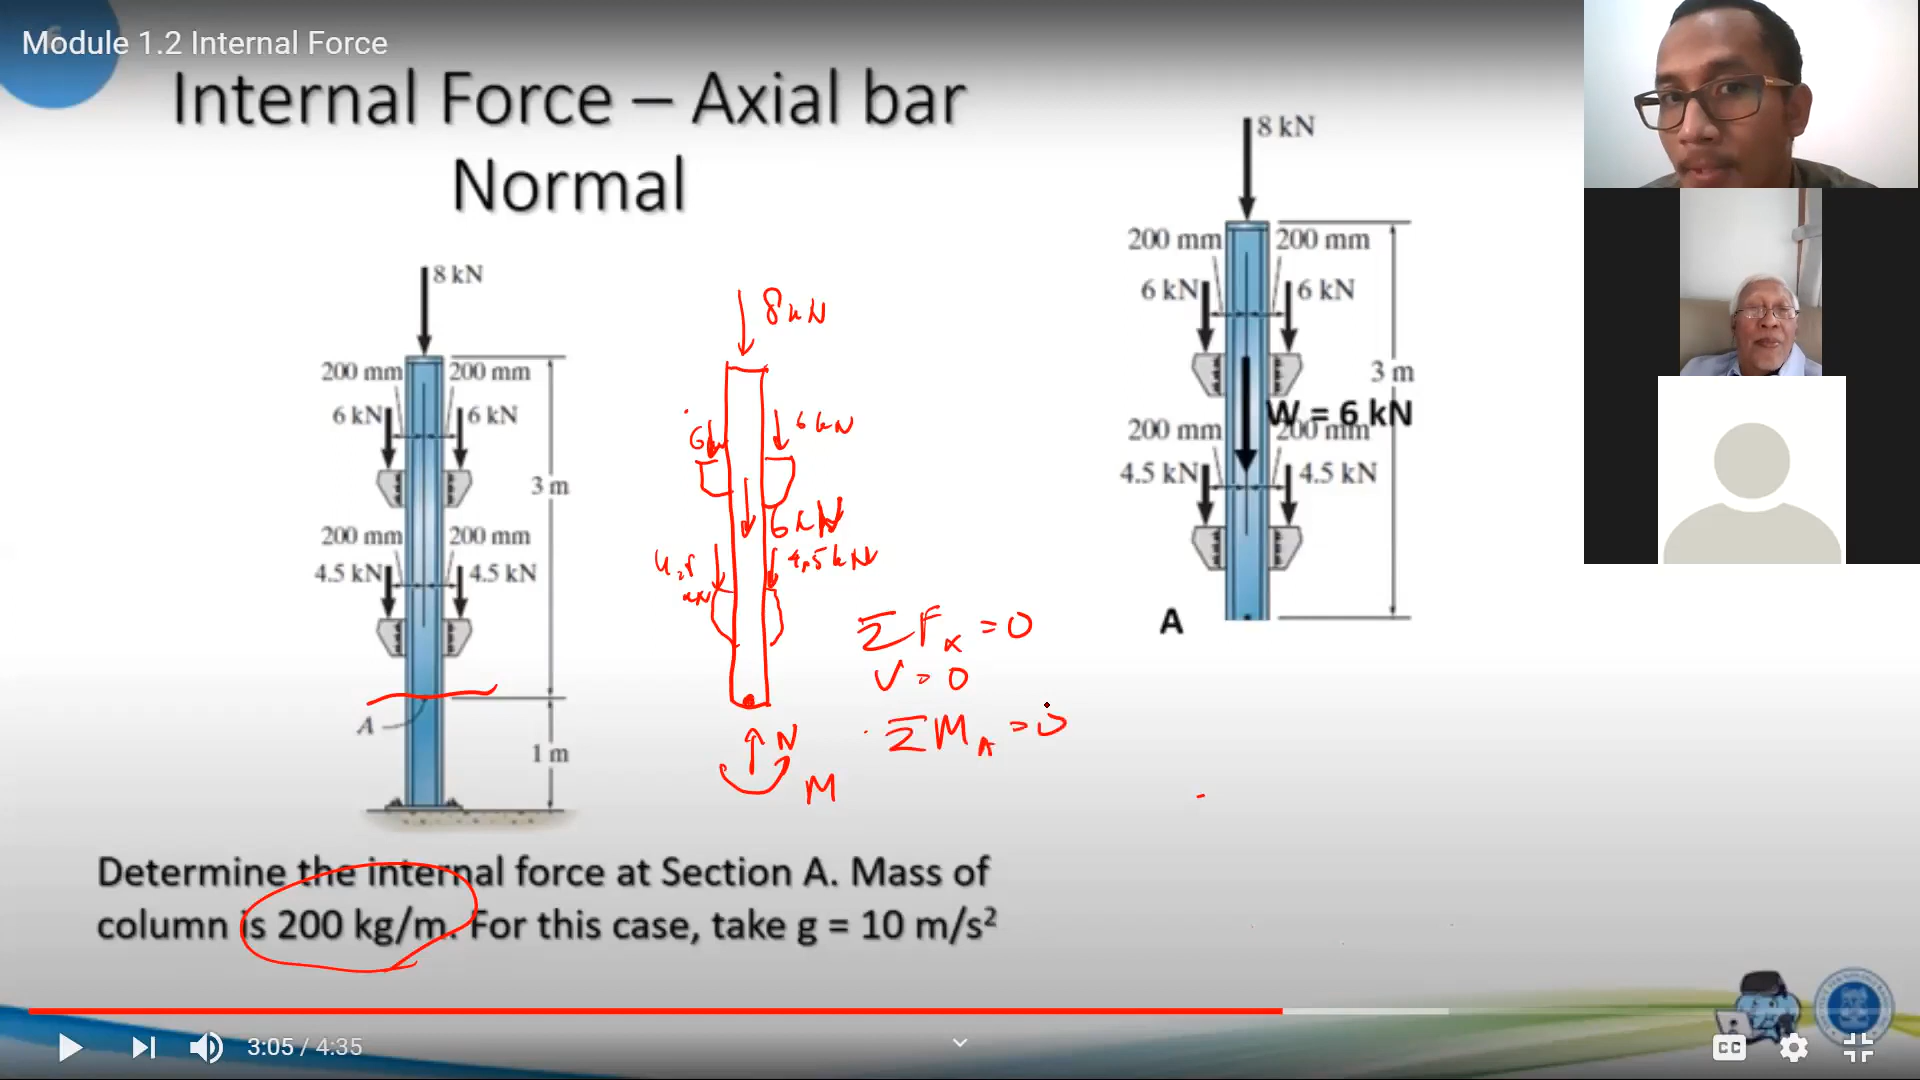 Module 1.2 Internal Force
Internal Force – Axial bar
Normal
8 kN
200 mm 200 mm
6 kN 6 kN
3 m
200 mm 200 mm
4.5 kN 4.5 kN
A
1 m
8 kN
6 kN
6 kN
4,5 kN
N
M
ΣFx = 0
V = 0
ΣMA = 0
8 kN
200 mm 200 mm
6 kN 6 kN
3 m
W = 6 kN
200 mm 200 mm
4.5 kN 4.5 kN
A
Determine the internal force at Section A. Mass of
column is 200 kg/m. For this case, take g = 10 m/s²
3:05 / 4:35
CC